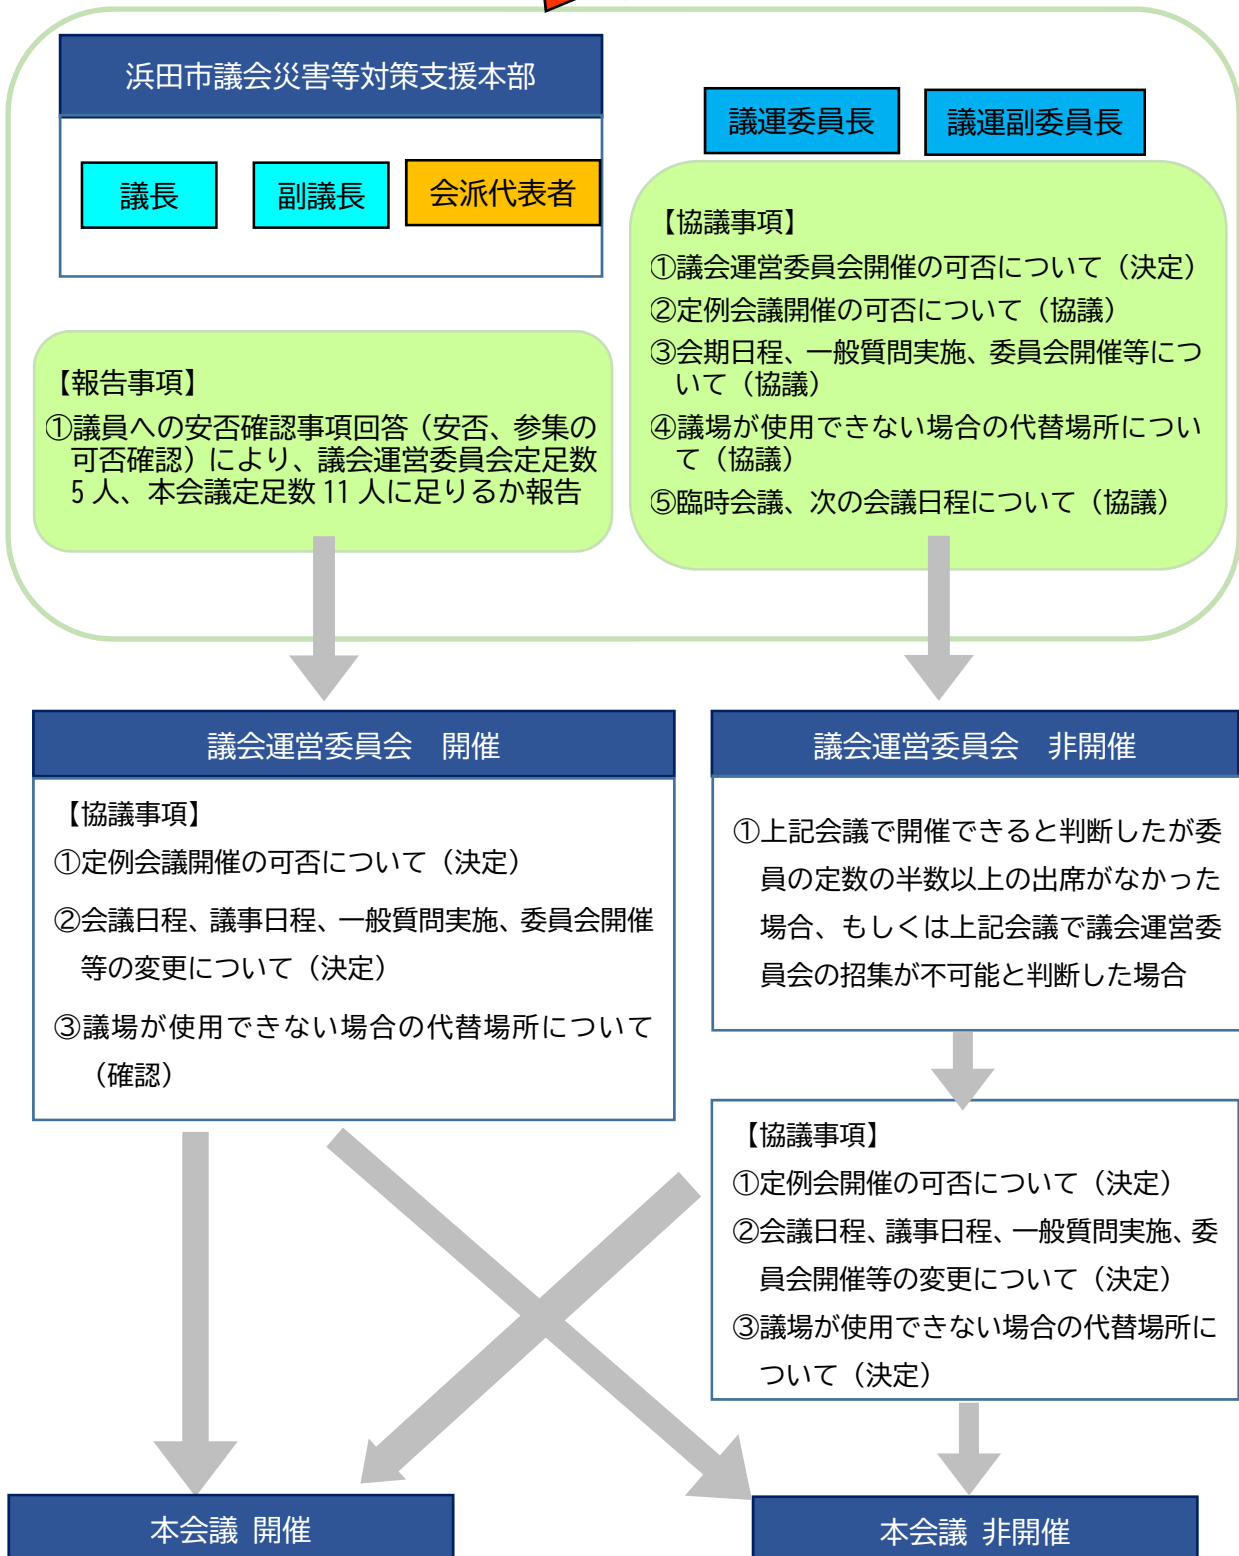 浜田市議会災害等対策支援本部
議長
副議長
会派代表者
【報告事項】
①議員への安否確認事項回答（安否、参集の
可否確認）により、議会運営委員会定足数
5 人、本会議定足数 11 人に足りるか報告
議運委員長
議運副委員長
【協議事項】
①議会運営委員会開催の可否について（決定）
②定例会議開催の可否について（協議）
③会期日程、一般質問実施、委員会開催等につ
いて（協議）
④議場が使用できない場合の代替場所につい
て（協議）
⑤臨時会議、次の会議日程について（協議）
議会運営委員会　開催
【協議事項】
①定例会議開催の可否について（決定）
②会議日程、議事日程、一般質問実施、委員会開催
等の変更について（決定）
③議場が使用できない場合の代替場所について
（確認）
議会運営委員会　非開催
①上記会議で開催できると判断したが委
員の定数の半数以上の出席がなかった
場合、もしくは上記会議で議会運営委
員会の招集が不可能と判断した場合
【協議事項】
①定例会開催の可否について（決定）
②会議日程、議事日程、一般質問実施、委
員会開催等の変更について（決定）
③議場が使用できない場合の代替場所に
ついて（決定）
本会議 開催
本会議 非開催